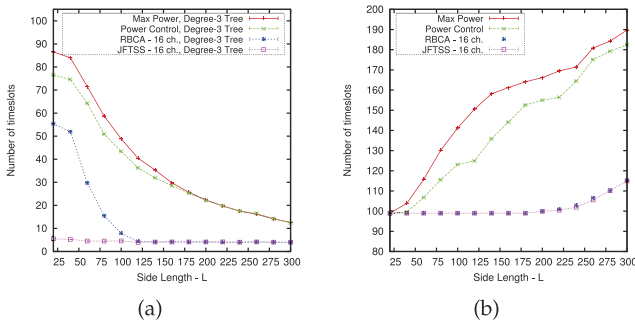 Max Power, Degree-3 Tree
Power Control, Degree-3 Tree
RBCA - 16 ch., Degree-3 Tree
JFTSS - 16 ch., Degree-3 Tree
Number of timeslots
100
90
80
70
60
50
40
30
20
10
0
25 50 75 100 125 150 175 200 225 250 275 300
Side Length - L
(a)
Max Power
Power Control
RBCA - 16 ch.
JFTSS - 16 ch.
Number of timeslots
200
190
180
170
160
150
140
130
120
110
100
90
80
25 50 75 100 125 150 175 200 225 250 275 300
Side Length - L
(b)